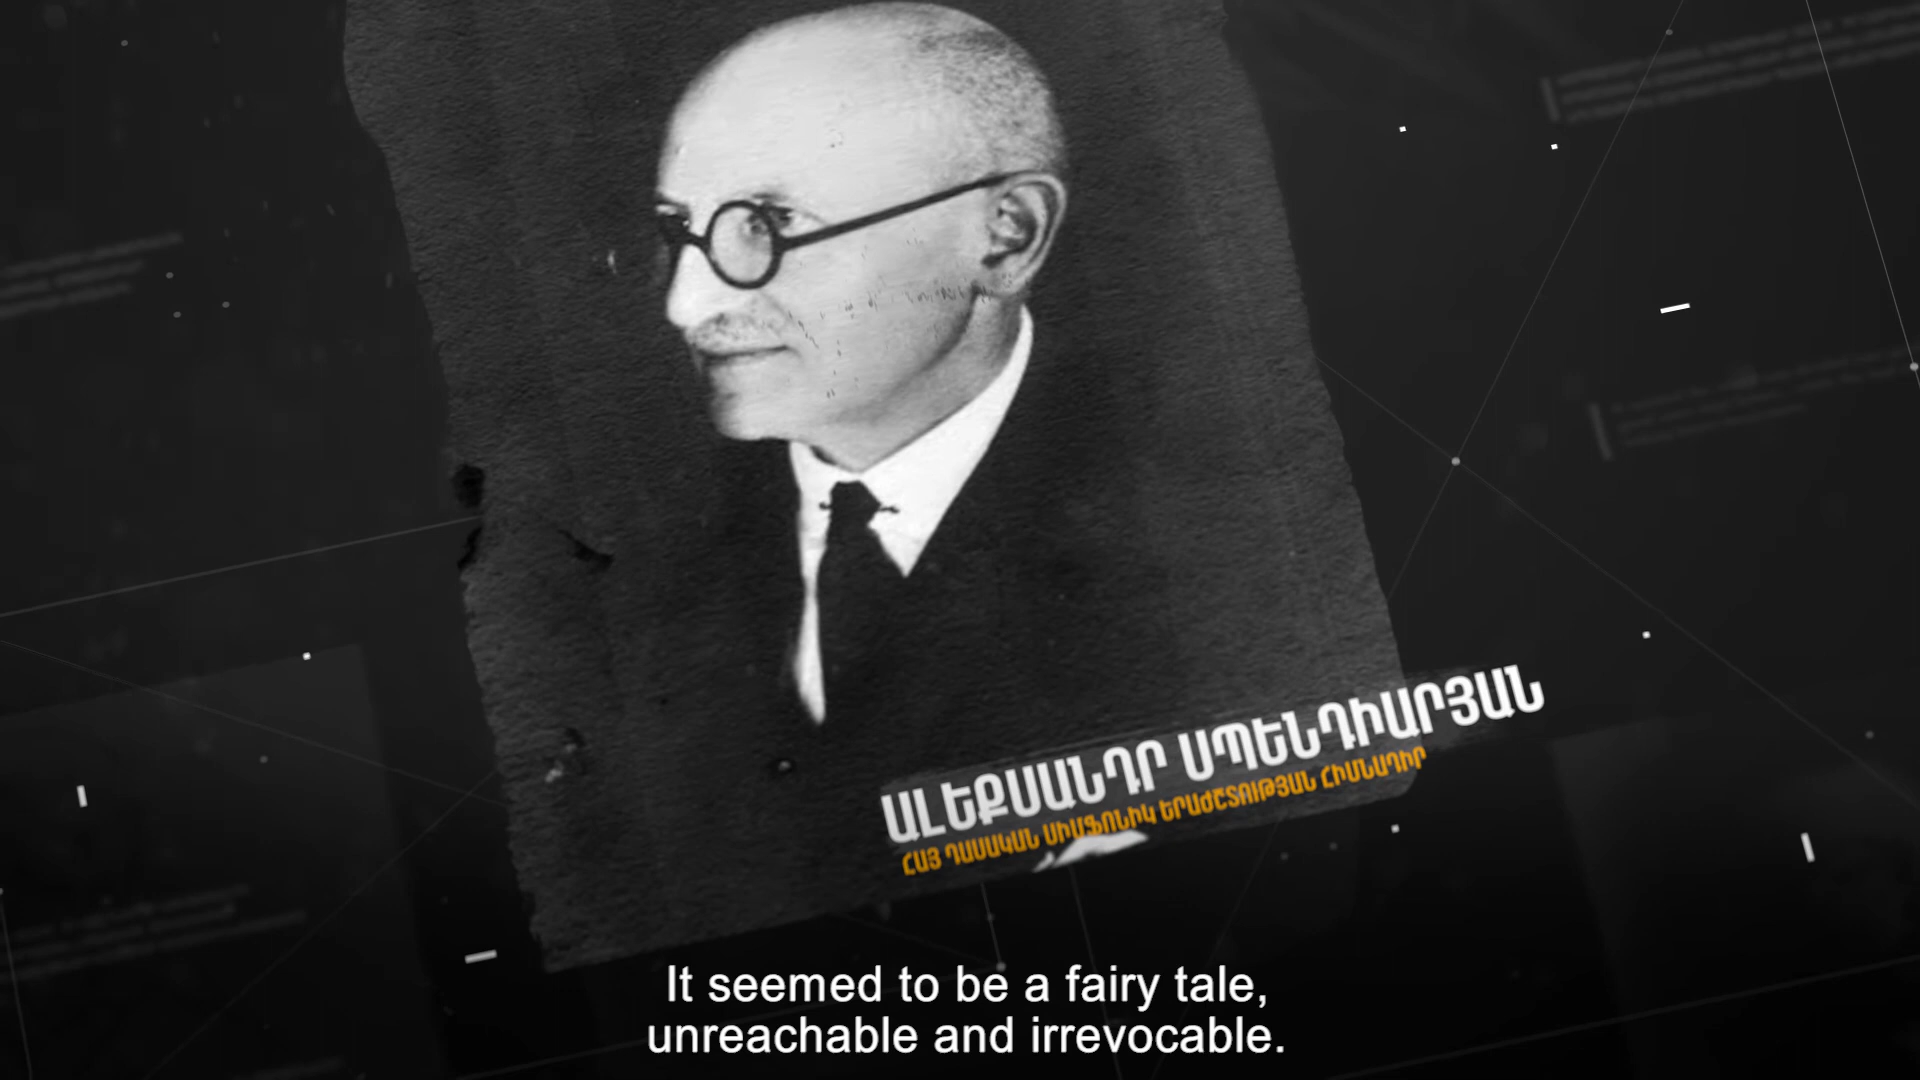 ԱԼԵՔՍԱՆԴՐ ՍՊԵՆԴԻԱՐՅԱՆ
ՀԱՅ ԴԱՍԱԿԱՆ ՍԻՄՖՈՆԻԿ ԵՐԱԺՇՏՈՒԹՅԱՆ ՀԻՄՆԱԴԻՐ
It seemed to be a fairy tale,
unreachable and irrevocable.